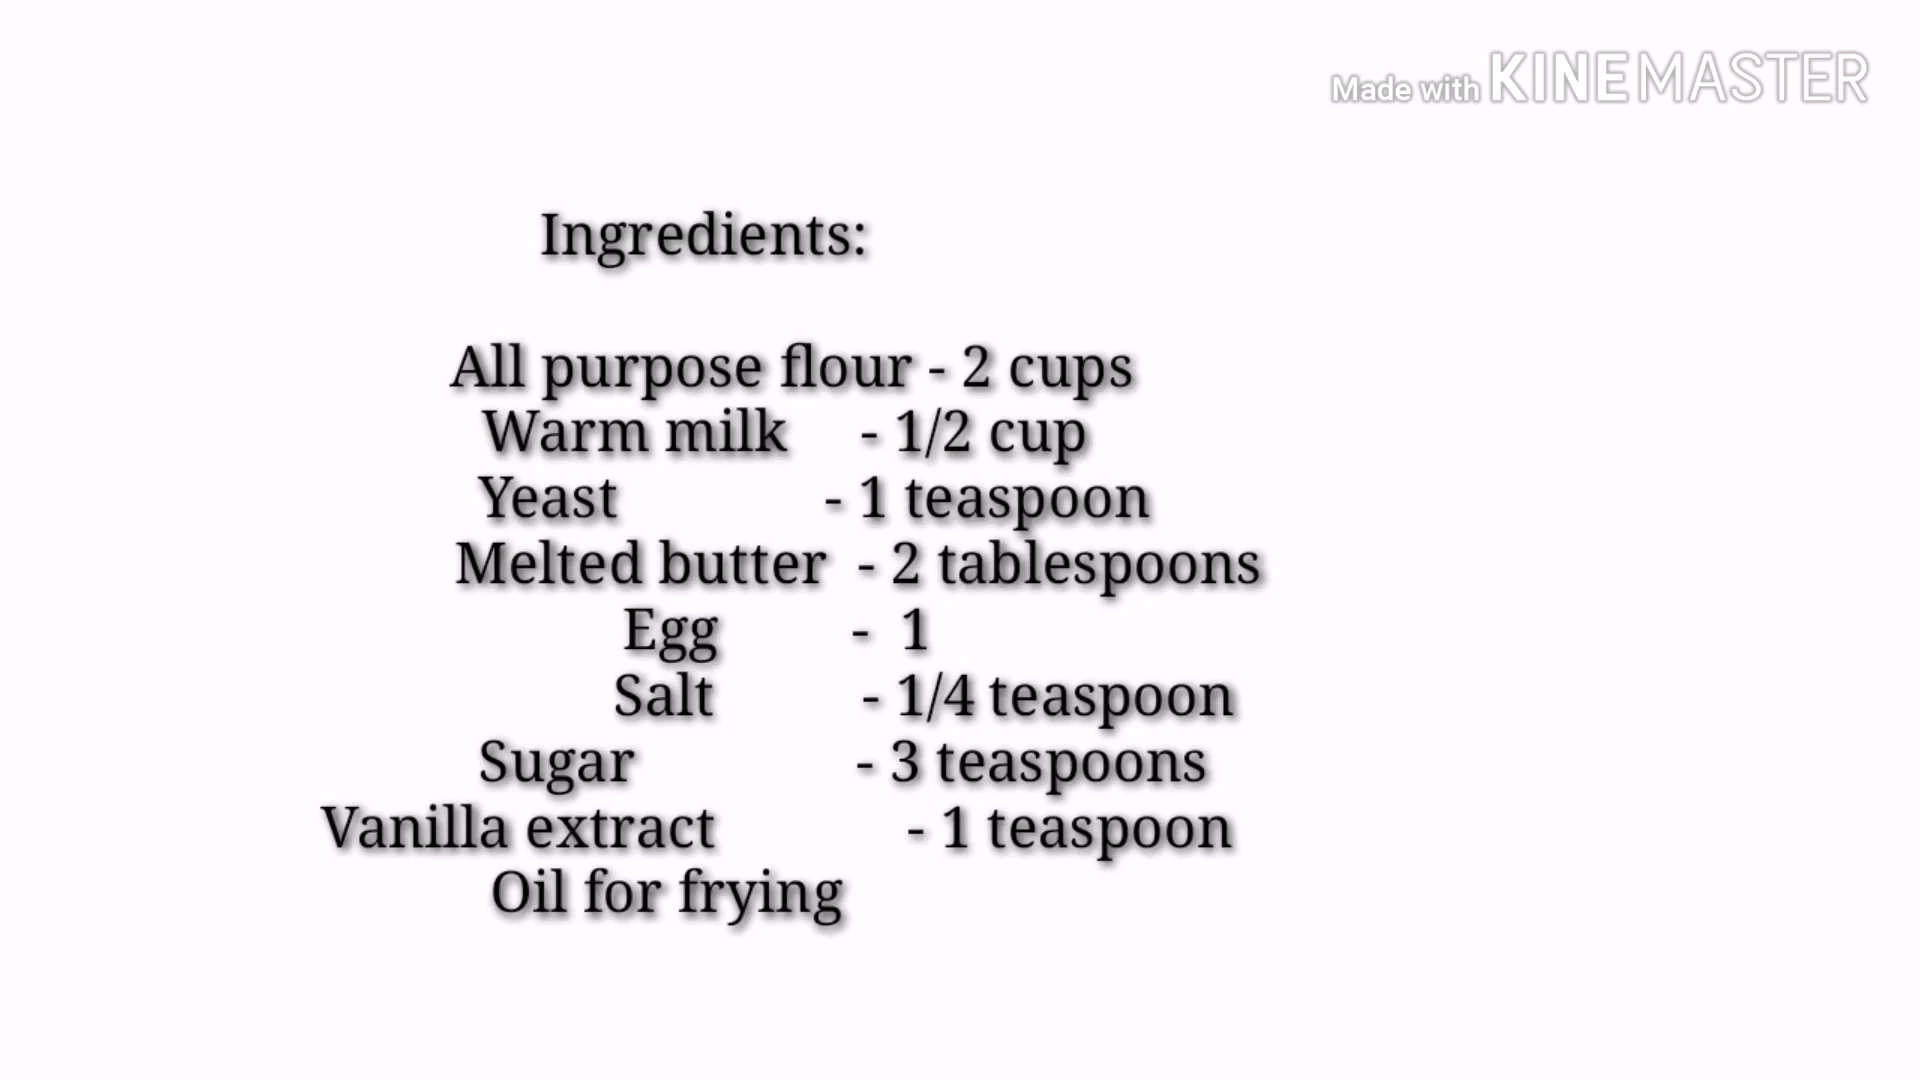 Made with KINEMASTER
Ingredients:
All purpose flour - 2 cups
Warm milk - 1/2 cup
Yeast - 1 teaspoon
Melted butter - 2 tablespoons
Egg - 1
Salt - 1/4 teaspoon
Sugar - 3 teaspoons
Vanilla extract - 1 teaspoon
Oil for frying